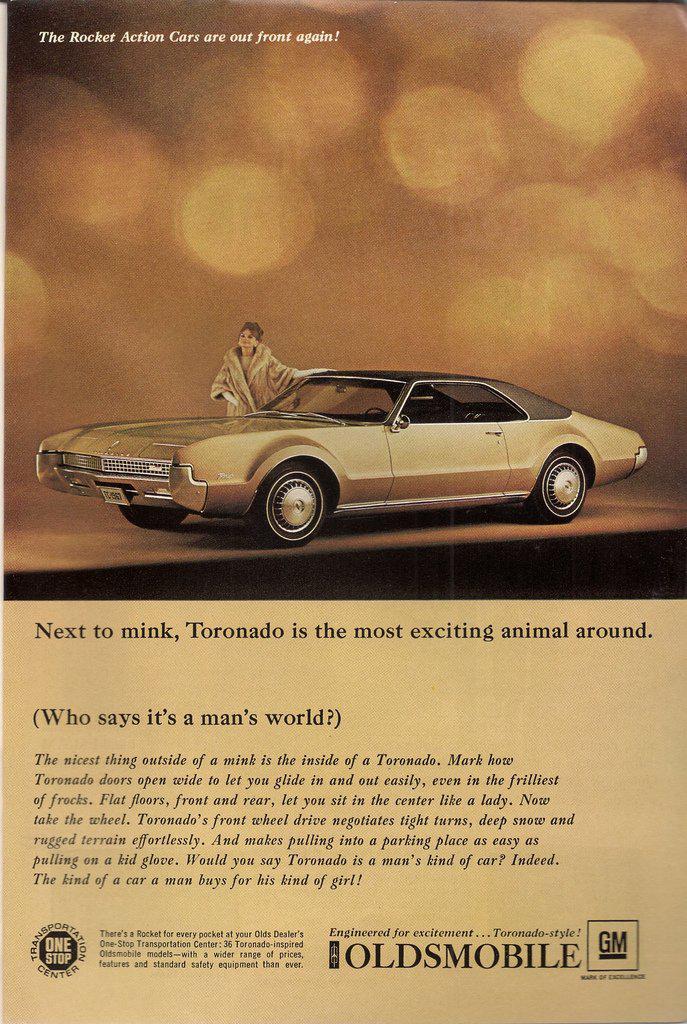 The Rocket Action Cars are out front again!
TC-1967
Next to mink, Toronado is the most exciting animal around.
(Who says it's a man's world?)
The nicest thing outside of a mink is the inside of a Toronado. Mark how
Toronado doors open wide to let you glide in and out easily, even in the frilliest
of frocks. Flat floors, front and rear, let you sit in the center like a lady. Now
take the wheel. Toronado's front wheel drive negotiates tight turns, deep snow and
rugged terrain effortlessly. And makes pulling into a parking place as easy as
pulling on a kid glove. Would you say Toronado is a man's kind of car? Indeed.
The kind of a car a man buys for his kind of girl!
TRANSPORTATION
ONE
STOP
CENTER
There's a Rocket for every pocket at your Olds Dealer's
One-Stop Transportation Center: 36 Toronado-inspired
Oldsmobile models—with a wider range of prices,
features and standard safety equipment than ever.
Engineered for excitement . . . Toronado-style!
OLDSMOBILE
GM
MARK OF EXCELLENCE